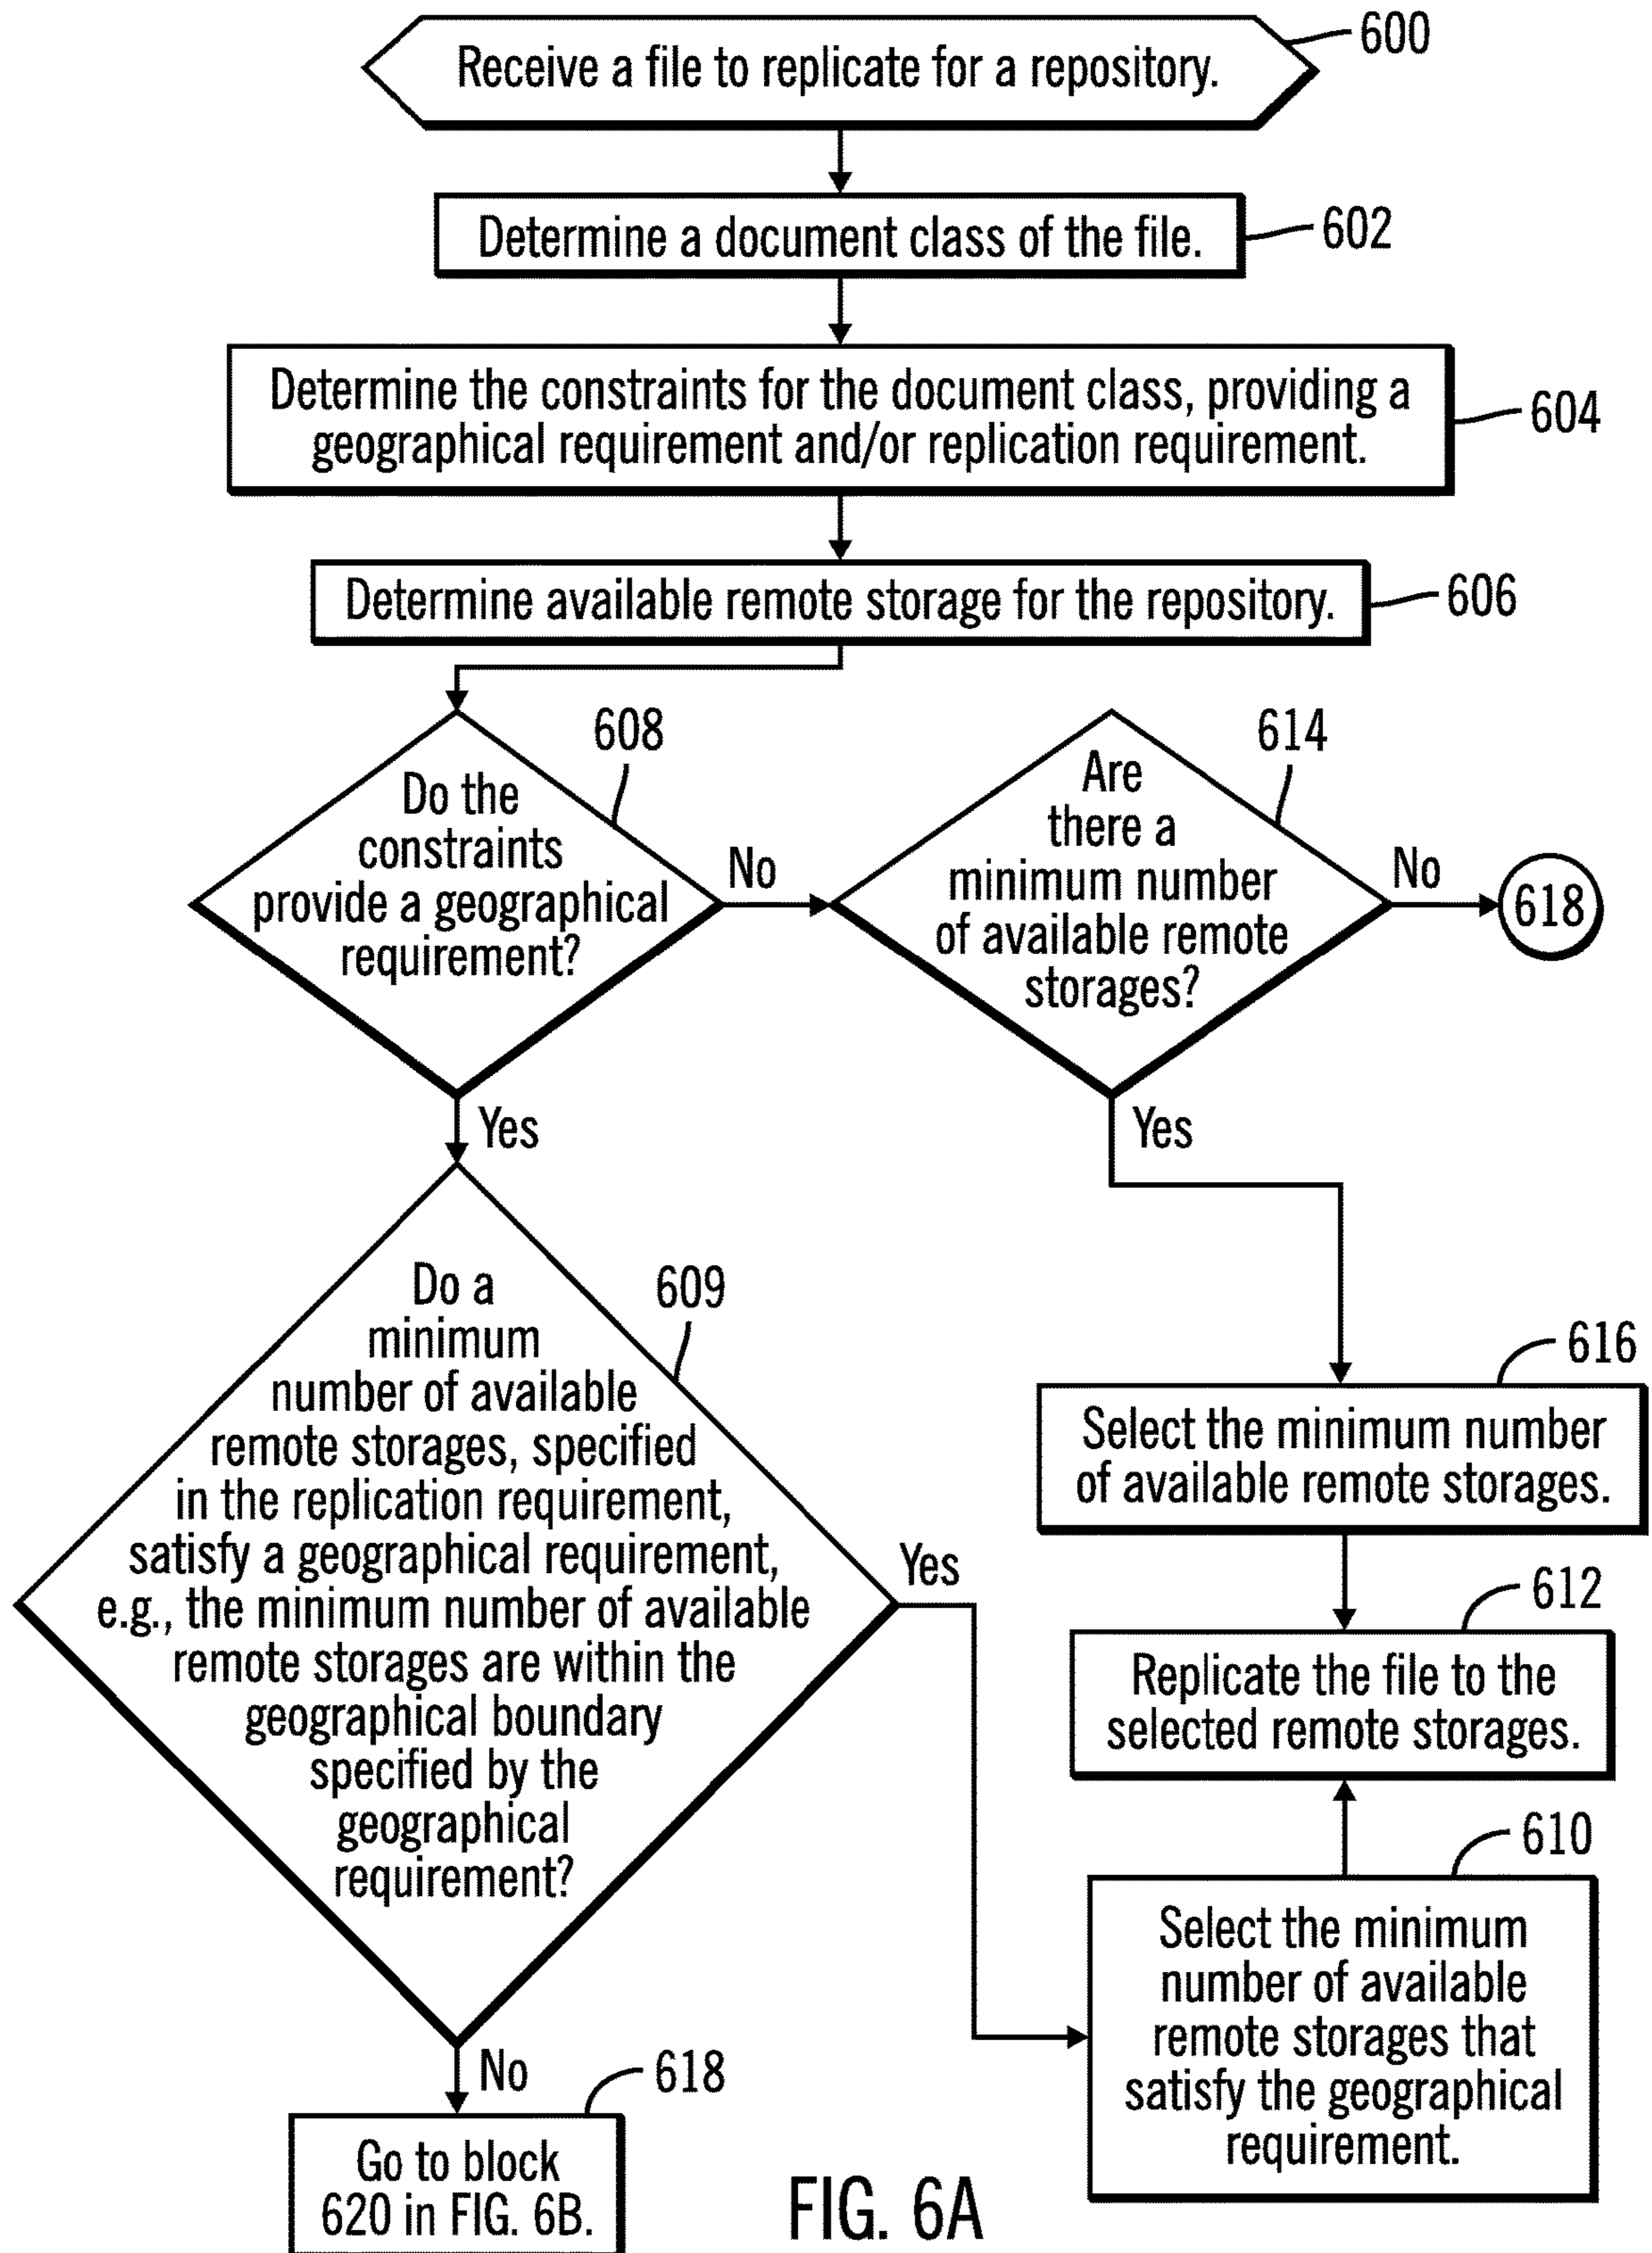 Receive a file to replicate for a repository.
600
Determine a document class of the file.
602
Determine the constraints for the document class, providing a
geographical requirement and/or replication requirement.
604
Determine available remote storage for the repository.
606
608
Do the
constraints
provide a geographical
requirement?
No
614
Are
there a
minimum number
of available remote
storages?
No
618
Yes
Yes
609
Do a
minimum
number of available
remote storages, specified
in the replication requirement,
satisfy a geographical requirement,
e.g., the minimum number of available
remote storages are within the
geographical boundary
specified by the
geographical
requirement?
Yes
616
Select the minimum number
of available remote storages.
612
Replicate the file to the
selected remote storages.
610
Select the minimum
number of available
remote storages that
satisfy the geographical
requirement.
No
618
Go to block
620 in FIG. 6B.
FIG. 6A